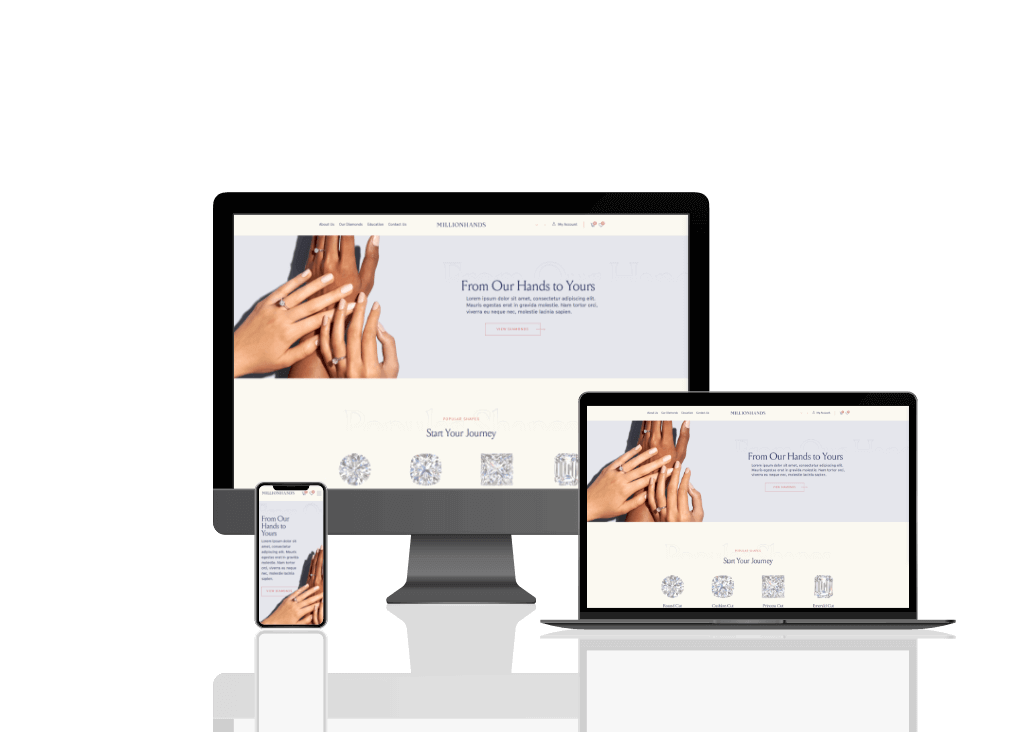 About Us Our Diamonds Education Contact Us MILLIONHANDS My Account
From Our Hands to Yours
Lorem ipsum dolor sit amet, consectetur adipiscing elit.
Mauris egestas erat in gravida molestie. Nam tortor orci,
viverra eu neque nec, molestie lacinia sapien.
POPULAR SHAPES
Start Your Journey
MILLIONHANDS
From Our
Hands to
Yours
Lorem ipsum dolor sit
amet, consectetur
adipiscing elit. Mauris
egestas erat in gravida
molestie. Nam tortor
orci, viverra eu neque
nec, molestie lacinia
sapien.
About Us Our Diamonds Education Contact Us MILLIONHANDS My Account
From Our Hands to Yours
Lorem ipsum dolor sit amet, consectetur adipiscing elit.
Mauris egestas erat in gravida molestie. Nam tortor orci,
viverra eu neque nec, molestie lacinia sapien.
POPULAR SHAPES
Start Your Journey
Round Cut Cushion Cut Princess Cut Emerald Cut